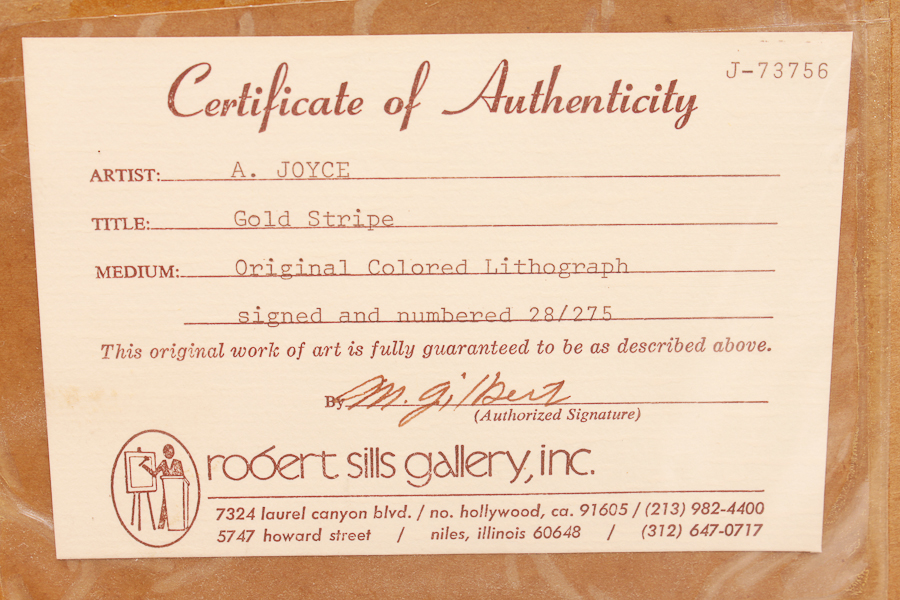 J-73756
Certificate of Authenticity
ARTIST: A. JOYCE
TITLE: Gold Stripe
MEDIUM: Original Colored Lithograph
signed and numbered 28/275
This original work of art is fully guaranteed to be as described above.
By M. Gilbert
(Authorized Signature)
robert sills gallery, inc.
7324 laurel canyon blvd. / no. hollywood, ca. 91605 / (213) 982-4400
5747 howard street / niles, illinois 60648 / (312) 647-0717